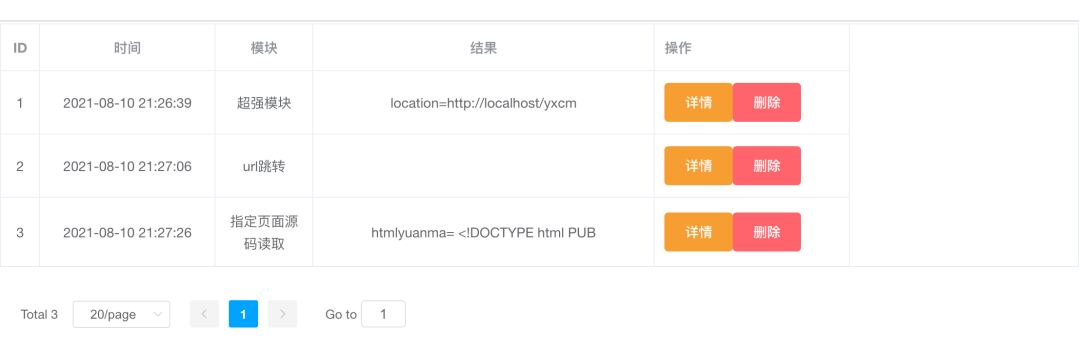 ID 时间 模块 结果 操作
1 2021-08-10 21:26:39 超强模块 location=http://localhost/yxcm 详情 删除
2 2021-08-10 21:27:06 url跳转 详情 删除
3 2021-08-10 21:27:26 指定页面源
码读取 htmlyuanma= <!DOCTYPE html PUB 详情 删除
Total 3 20/page 1 Go to 1